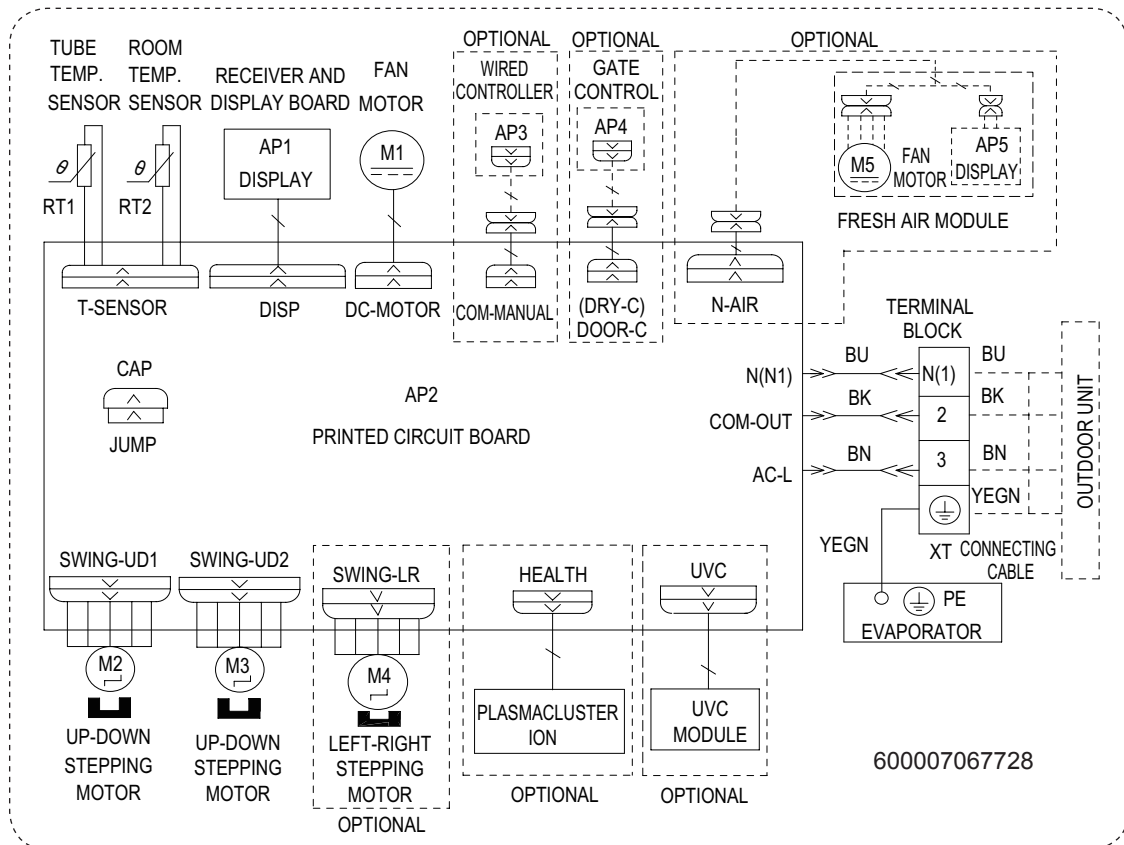 TUBE
TEMP.
SENSOR
ROOM
TEMP.
SENSOR
RECEIVER AND
DISPLAY BOARD
FAN
MOTOR
OPTIONAL
WIRED
CONTROLLER
OPTIONAL
GATE
CONTROL
OPTIONAL
θ
RT1
θ
RT2
AP1
DISPLAY
M1
AP3
AP4
M5
FAN
MOTOR
AP5
DISPLAY
FRESH AIR MODULE
T-SENSOR
DISP
DC-MOTOR
COM-MANUAL
(DRY-C)
DOOR-C
N-AIR
TERMINAL
BLOCK
CAP
JUMP
AP2
PRINTED CIRCUIT BOARD
N(N1)
BU
N(1)
BU
COM-OUT
BK
2
BK
AC-L
BN
3
BN
YEGN
OUTDOOR UNIT
YEGN
XT
CONNECTING
CABLE
PE
EVAPORATOR
SWING-UD1
SWING-UD2
SWING-LR
HEALTH
UVC
M2
M3
M4
UP-DOWN
STEPPING
MOTOR
UP-DOWN
STEPPING
MOTOR
LEFT-RIGHT
STEPPING
MOTOR
OPTIONAL
PLASMACLUSTER
ION
OPTIONAL
UVC
MODULE
OPTIONAL
600007067728